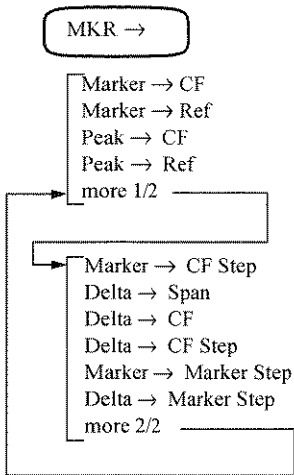 MKR →
Marker → CF
Marker → Ref
Peak → CF
Peak → Ref
more 1/2
Marker → CF Step
Delta → Span
Delta → CF
Delta → CF Step
Marker → Marker Step
Delta → Marker Step
more 2/2